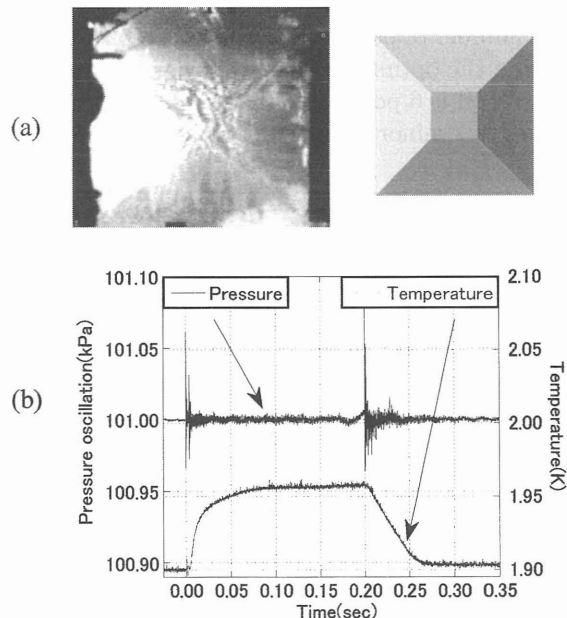 (a)
(b)
Pressure
Temperature
Pressure oscillation(kPa)
101.10
101.05
101.00
100.95
100.90
2.10
2.05
2.00
1.95
1.90
Temperature(K)
0.00 0.05 0.10 0.15 0.20 0.25 0.30 0.35
Time(sec)